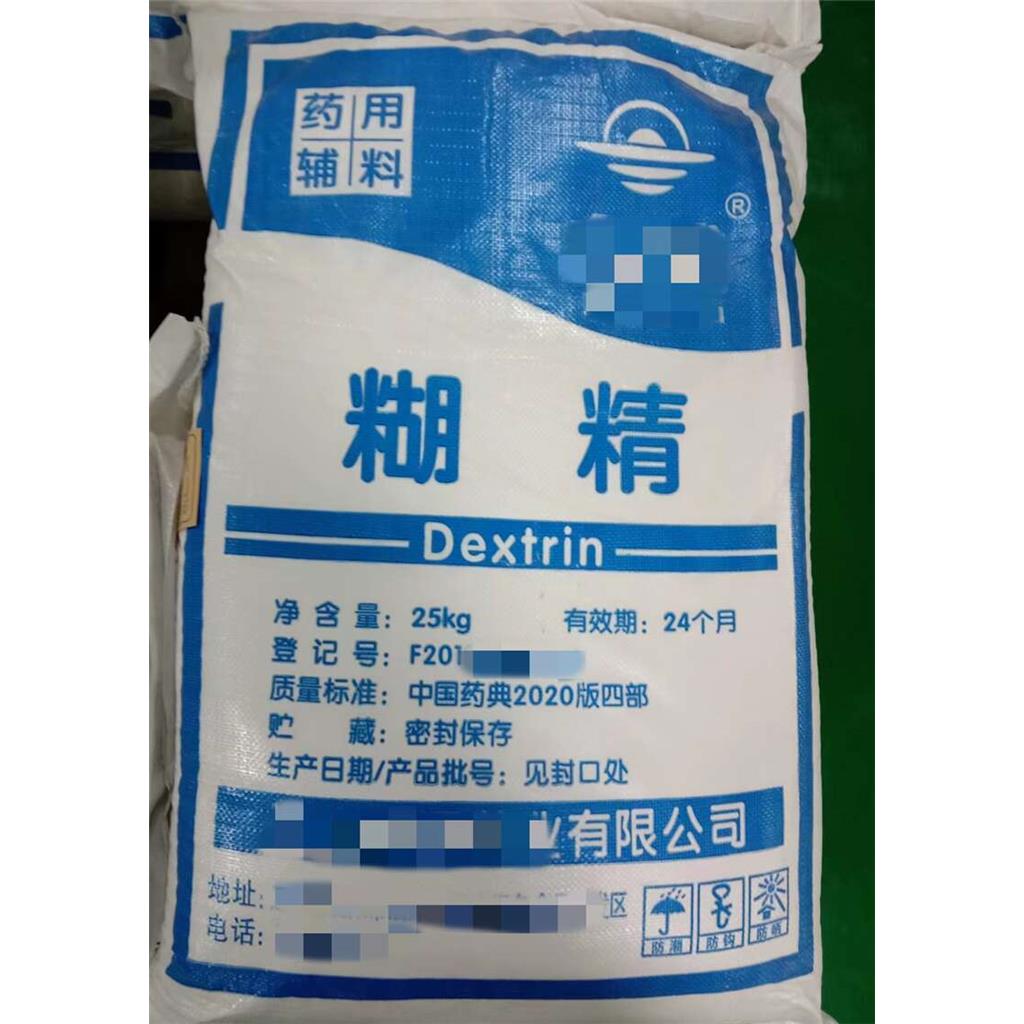 药用
辅料
®
糊精
Dextrin
净含量：25kg 有效期：24个月
登记号：F201
质量标准：中国药典2020版四部
贮藏：密封保存
生产日期/产品批号：见封口处
业有限公司
地址： 区
电话：
防潮 防钩 防晒